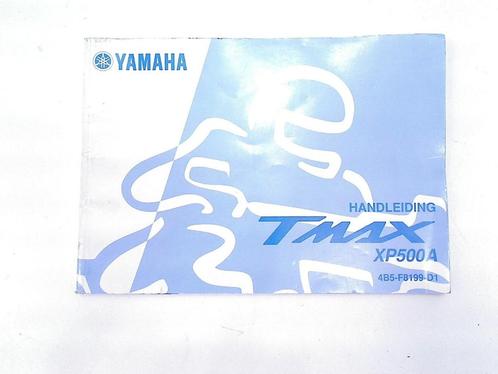 YAMAHA
HANDLEIDING
TMAX
XP500A
4B5-F8199-D1